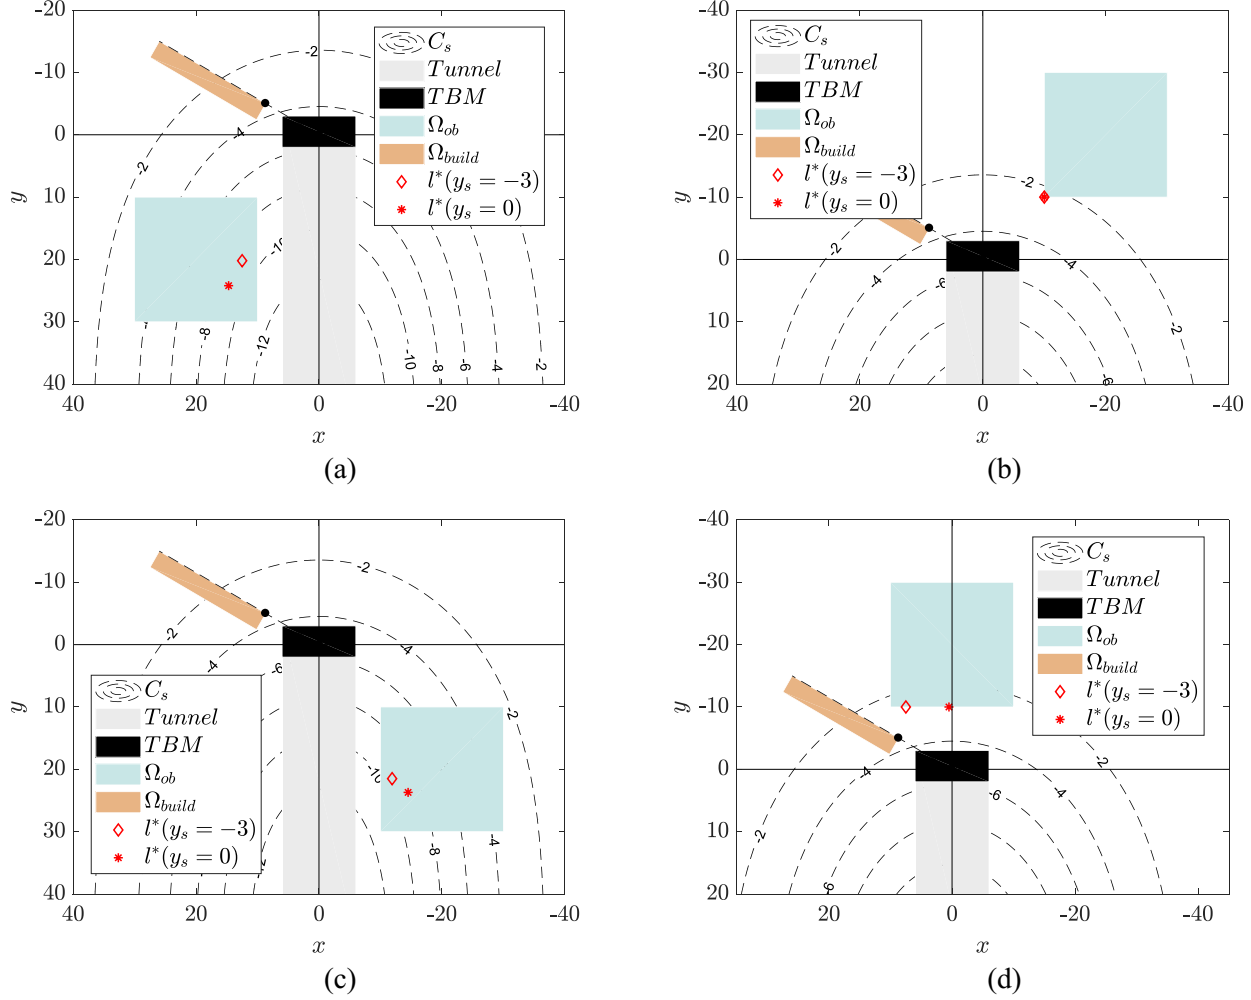 -20
-10
0
10
20
30
40
y
40
20
0
-20
-40
x
-2
-4
-2
-10
-8
-12
-10
-8
-6
-4
-2
C_s
Tunnel
TBM
Ω_ob
Ω_build
l*(y_s = −3)
l*(y_s = 0)
(a)
-40
-30
-20
-10
0
10
20
y
40
20
0
-20
-40
x
C_s
Tunnel
TBM
Ω_ob
Ω_build
l*(y_s = −3)
l*(y_s = 0)
-2
-2
-4
-4
-6
-2
-6
(b)
-20
-10
0
10
20
30
40
y
40
20
0
-20
-40
x
-2
-2
-4
-4
-6
-2
-10
-8
-4
C_s
Tunnel
TBM
Ω_ob
Ω_build
l*(y_s = −3)
l*(y_s = 0)
(c)
-40
-30
-20
-10
0
10
20
y
20
0
-20
-40
x
C_s
Tunnel
TBM
Ω_ob
Ω_build
l*(y_s = −3)
l*(y_s = 0)
-4
-2
-2
-6
-4
-6
(d)